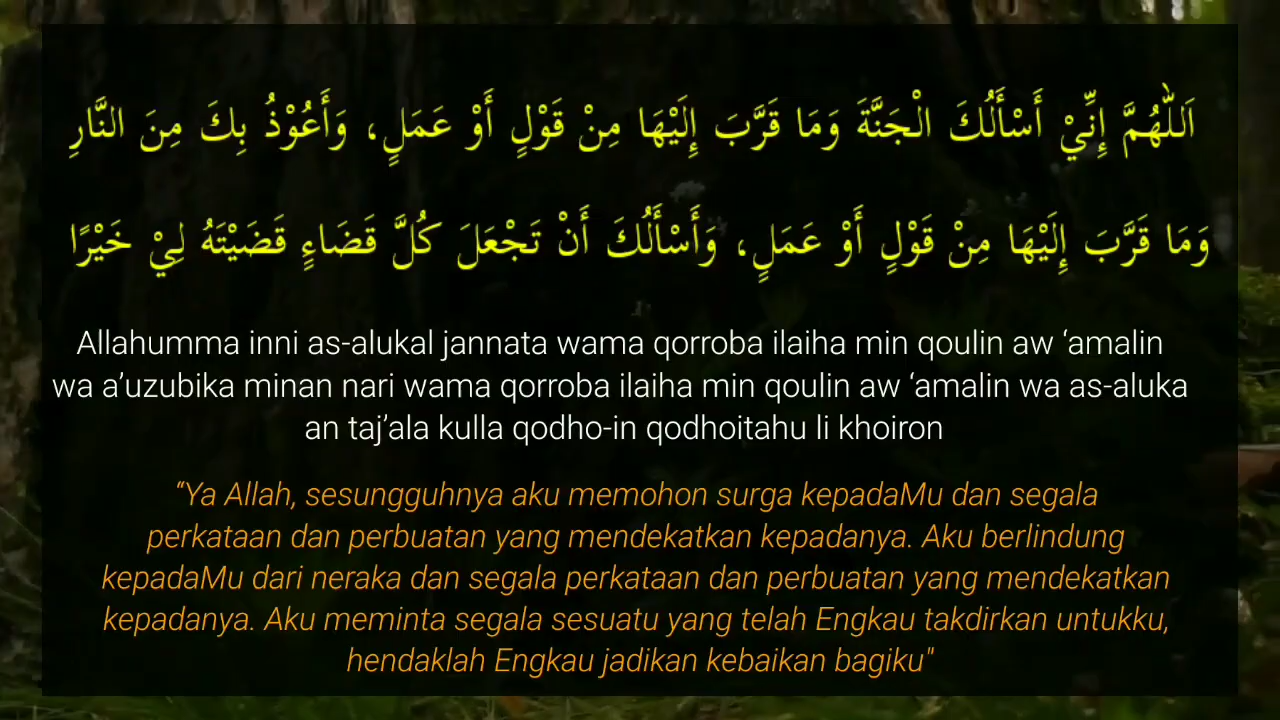 اَللّٰهُمَّ إِنِّيْ أَسْأَلُكَ الْجَنَّةَ وَمَا قَرَّبَ إِلَيْهَا مِنْ قَوْلٍ أَوْ عَمَلٍ، وَأَعُوْذُ بِكَ مِنَ النَّارِ
وَمَا قَرَّبَ إِلَيْهَا مِنْ قَوْلٍ أَوْ عَمَلٍ، وَأَسْأَلُكَ أَنْ تَجْعَلَ كُلَّ قَضَاءٍ قَضَيْتَهُ لِيْ خَيْرًا
Allahumma inni as-alukal jannata wama qorroba ilaiha min qoulin aw ‘amalin
wa a’uzubika minan nari wama qorroba ilaiha min qoulin aw ‘amalin wa as-aluka
an taj’ala kulla qodho-in qodhoitahu li khoiron
“Ya Allah, sesungguhnya aku memohon surga kepadaMu dan segala
perkataan dan perbuatan yang mendekatkan kepadanya. Aku berlindung
kepadaMu dari neraka dan segala perkataan dan perbuatan yang mendekatkan
kepadanya. Aku meminta segala sesuatu yang telah Engkau takdirkan untukku,
hendaklah Engkau jadikan kebaikan bagiku"